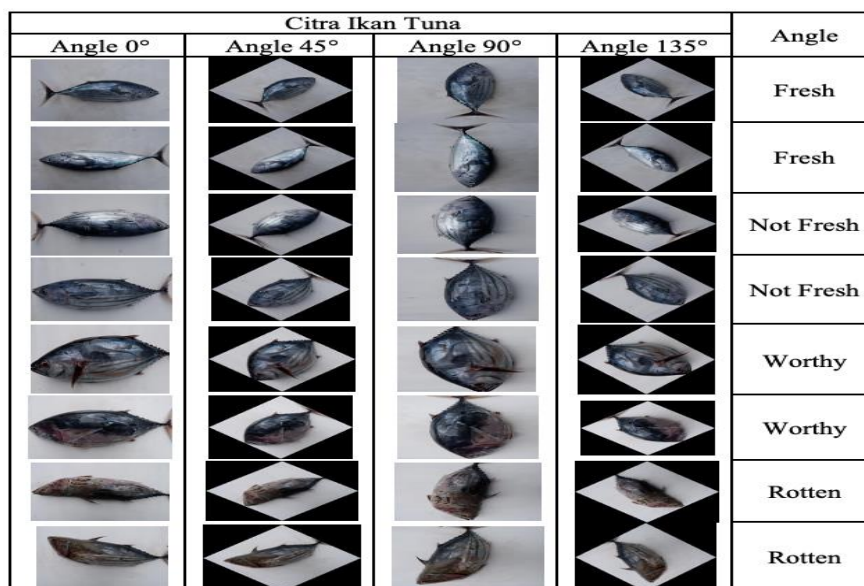 Citra Ikan Tuna
Angle
Angle 0°
Angle 45°
Angle 90°
Angle 135°
Fresh
Fresh
Not Fresh
Not Fresh
Worthy
Worthy
Rotten
Rotten